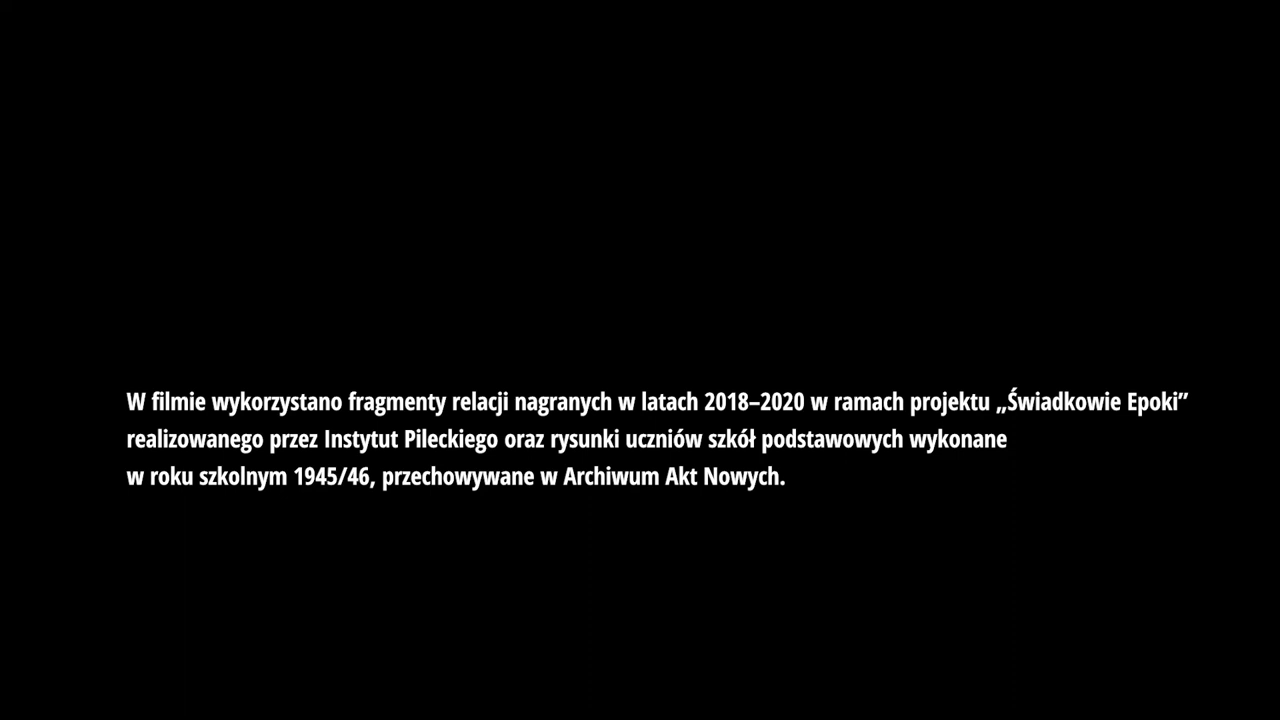 W filmie wykorzystano fragmenty relacji nagranych w latach 2018–2020 w ramach projektu „Świadkowie Epoki”
realizowanego przez Instytut Pileckiego oraz rysunki uczniów szkół podstawowych wykonane
w roku szkolnym 1945/46, przechowywane w Archiwum Akt Nowych.